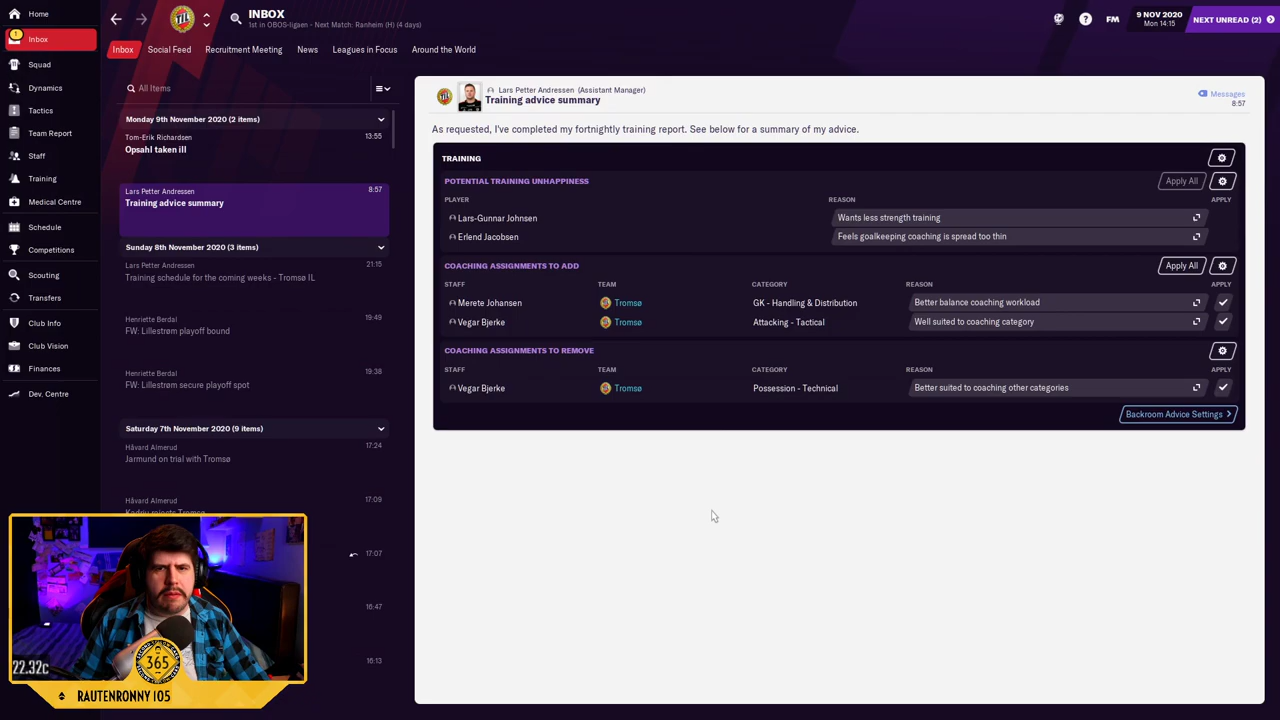 INBOX
1st in OBOS-ligaen - Next Match: Ranheim (H) (4 days)
FM
9 NOV 2020
Mon 14:15
NEXT UNREAD (2)
Home
Inbox
Squad
Dynamics
Tactics
Team Report
Staff
Training
Medical Centre
Schedule
Competitions
Scouting
Transfers
Club Info
Club Vision
Finances
Dev. Centre
Inbox
Social Feed
Recruitment Meeting
News
Leagues in Focus
Around the World
All Items
Monday 9th November 2020 (2 items)
Tom-Erik Richardsen 13:55
Opsahl taken ill
Lars Petter Andressen 8:57
Training advice summary
Sunday 8th November 2020 (3 items)
Lars Petter Andressen 21:15
Training schedule for the coming weeks - Tromsø IL
Henriette Berdal 19:49
FW: Lillestrøm playoff bound
Henriette Berdal 19:38
FW: Lillestrøm secure playoff spot
Saturday 7th November 2020 (9 items)
Håvard Almerud 17:24
Jarmund on trial with Tromsø
Håvard Almerud 17:09
Kadriu rejects Tromsø
17:07
16:47
16:13
Lars Petter Andressen (Assistant Manager)
Training advice summary
Messages
8:57
As requested, I've completed my fortnightly training report. See below for a summary of my advice.
TRAINING
POTENTIAL TRAINING UNHAPPINESS Apply All
PLAYER REASON APPLY
Lars-Gunnar Johnsen Wants less strength training
Erlend Jacobsen Feels goalkeeping coaching is spread too thin
COACHING ASSIGNMENTS TO ADD Apply All
STAFF TEAM CATEGORY REASON APPLY
Merete Johansen Tromsø GK - Handling & Distribution Better balance coaching workload
Vegar Bjerke Tromsø Attacking - Tactical Well suited to coaching category
COACHING ASSIGNMENTS TO REMOVE
STAFF TEAM CATEGORY REASON APPLY
Vegar Bjerke Tromsø Possession - Technical Better suited to coaching other categories
Backroom Advice Settings
22.32c
365
RAUTENRONNY 105